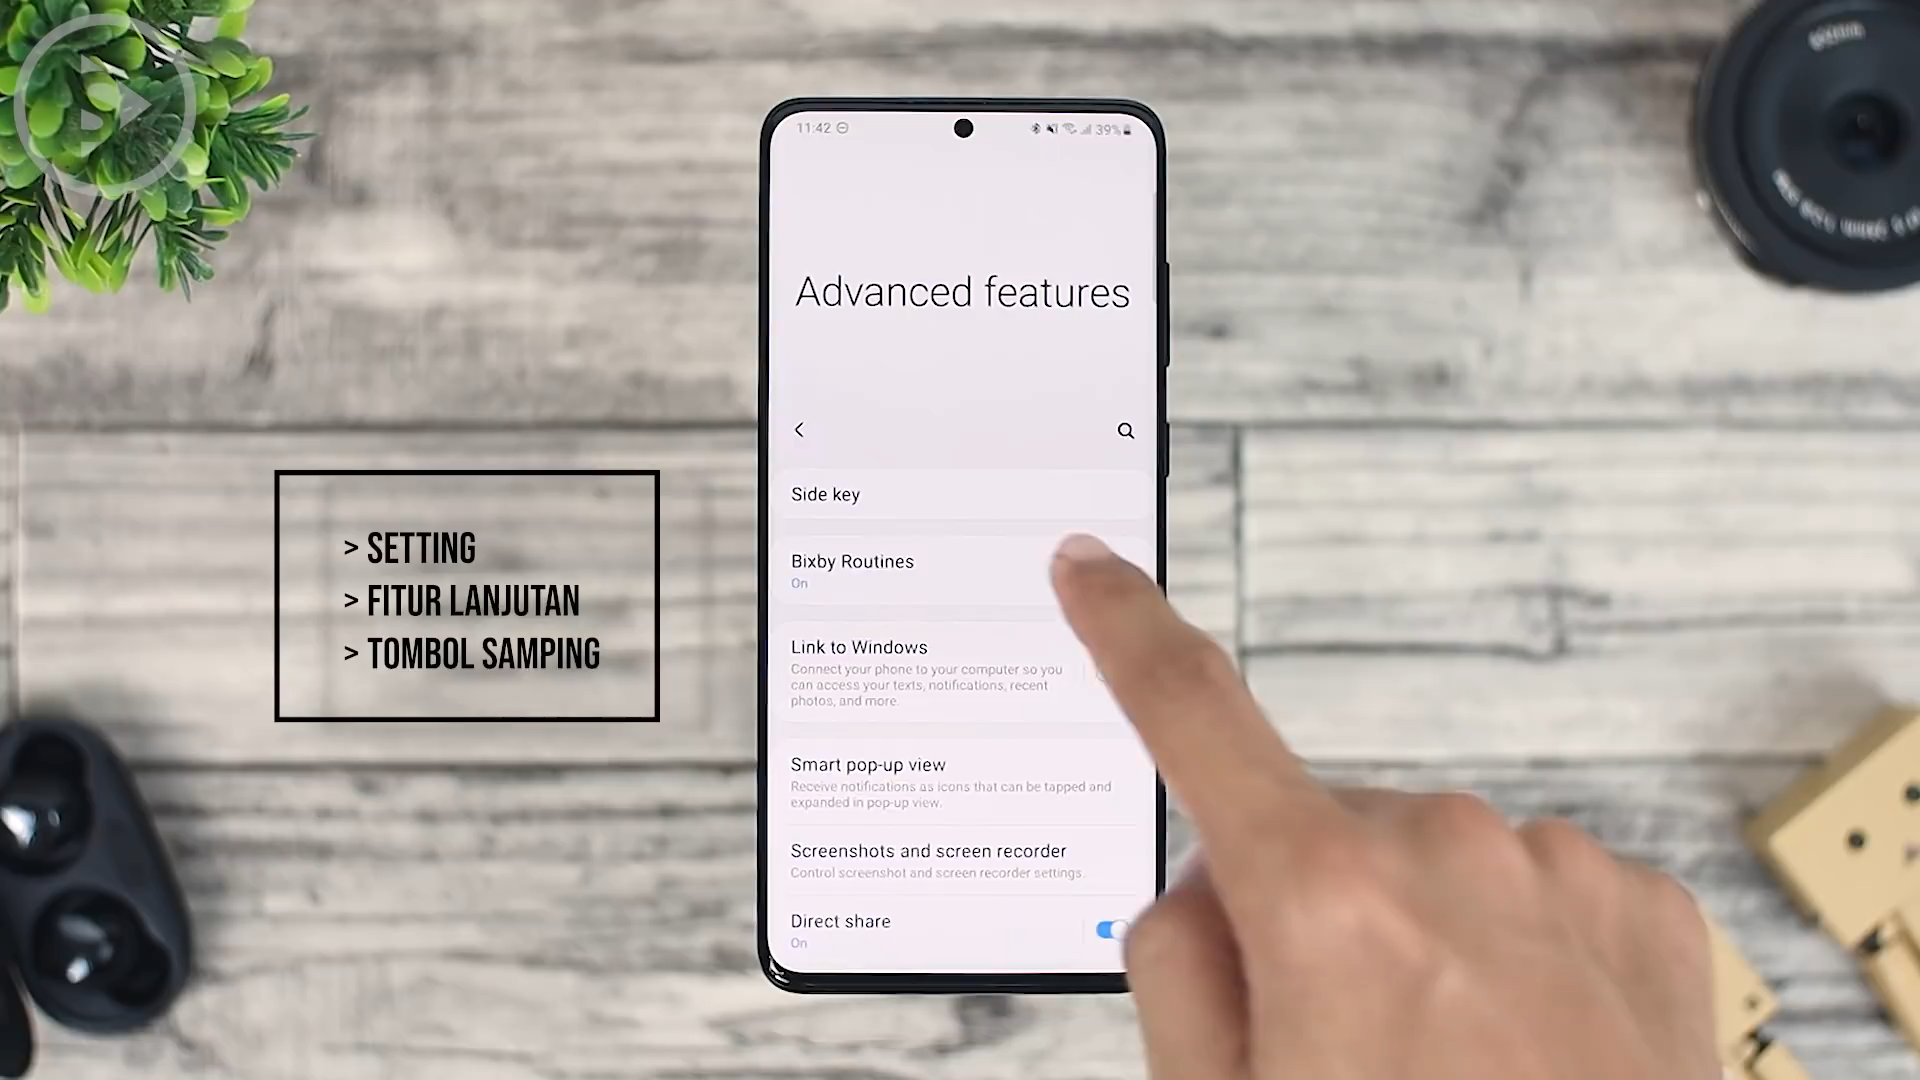 11:42
39%
Advanced features
Side key
Bixby Routines
On
Link to Windows
Connect your phone to your computer so you
can access your texts, notifications, recent
photos, and more.
Smart pop-up view
Receive notifications as icons that can be tapped and
expanded in pop-up view.
Screenshots and screen recorder
Control screenshot and screen recorder settings.
Direct share
On
> SETTING
> FITUR LANJUTAN
> TOMBOL SAMPING